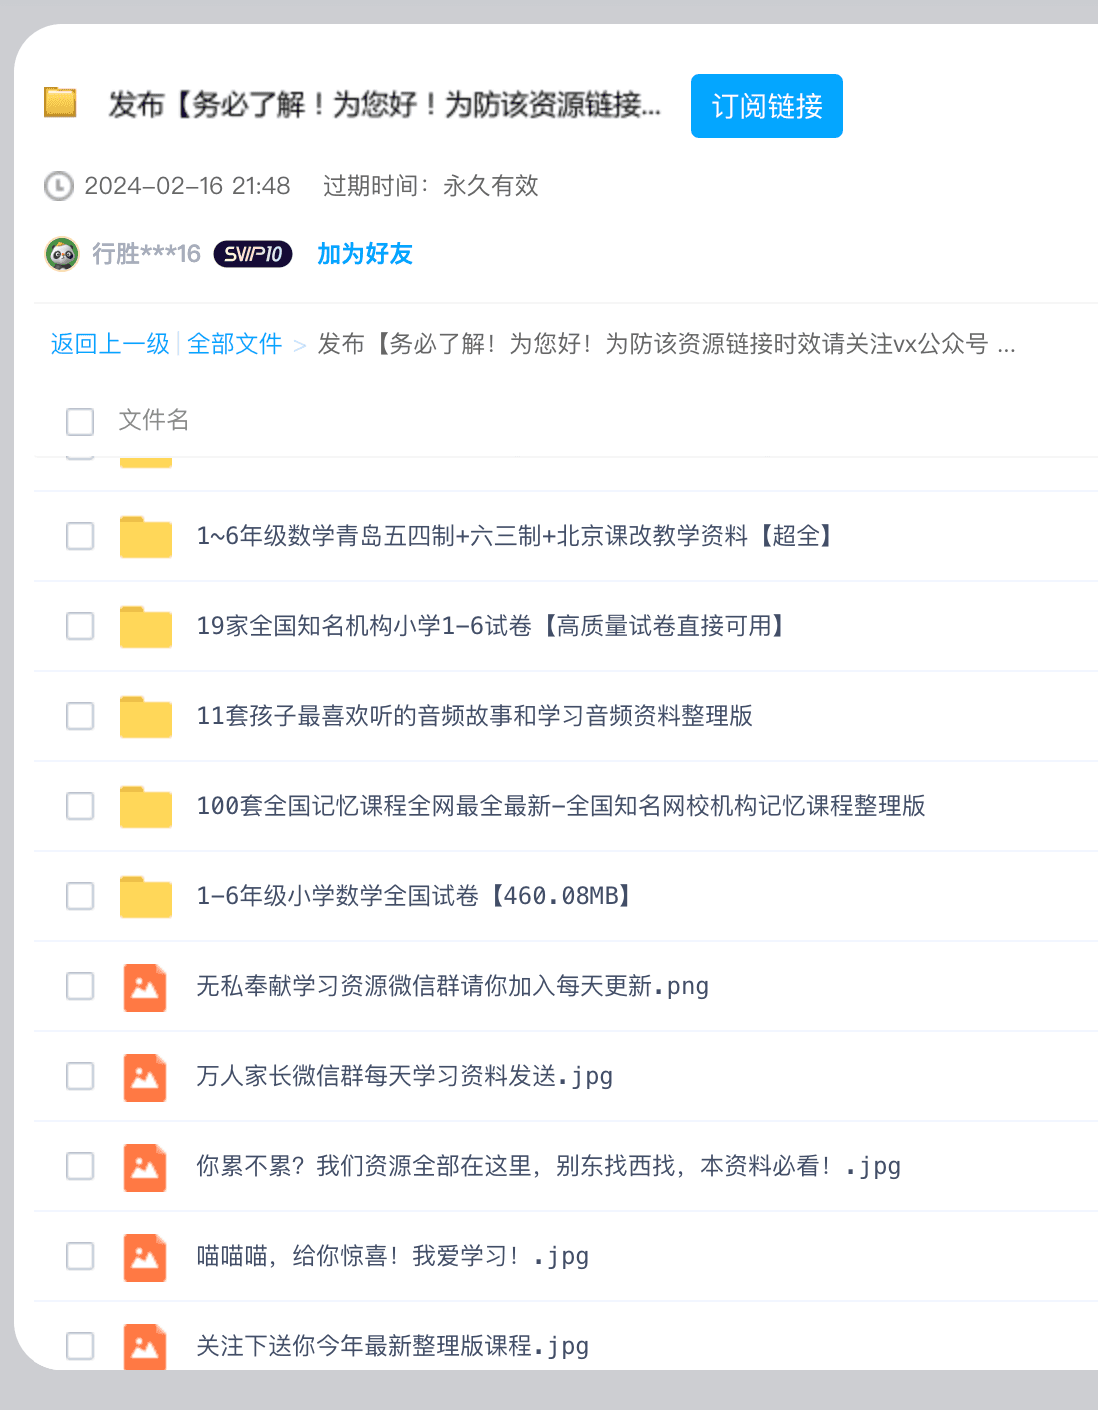 发布【务必了解！为您好！为防该资源链接...
订阅链接
2024-02-16 21:48 过期时间：永久有效
行胜***16 SVIP10 加为好友
返回上一级 | 全部文件 > 发布【务必了解！为您好！为防该资源链接时效请关注vx公众号 ...
文件名
1~6年级数学青岛五四制+六三制+北京课改教学资料【超全】
19家全国知名机构小学1-6试卷【高质量试卷直接可用】
11套孩子最喜欢听的音频故事和学习音频资料整理版
100套全国记忆课程全网最全最新-全国知名网校机构记忆课程整理版
1-6年级小学数学全国试卷【460.08MB】
无私奉献学习资源微信群请你加入每天更新.png
万人家长微信群每天学习资料发送.jpg
你累不累？我们资源全部在这里，别东找西找，本资料必看！.jpg
喵喵喵，给你惊喜！我爱学习！.jpg
关注下送你今年最新整理版课程.jpg